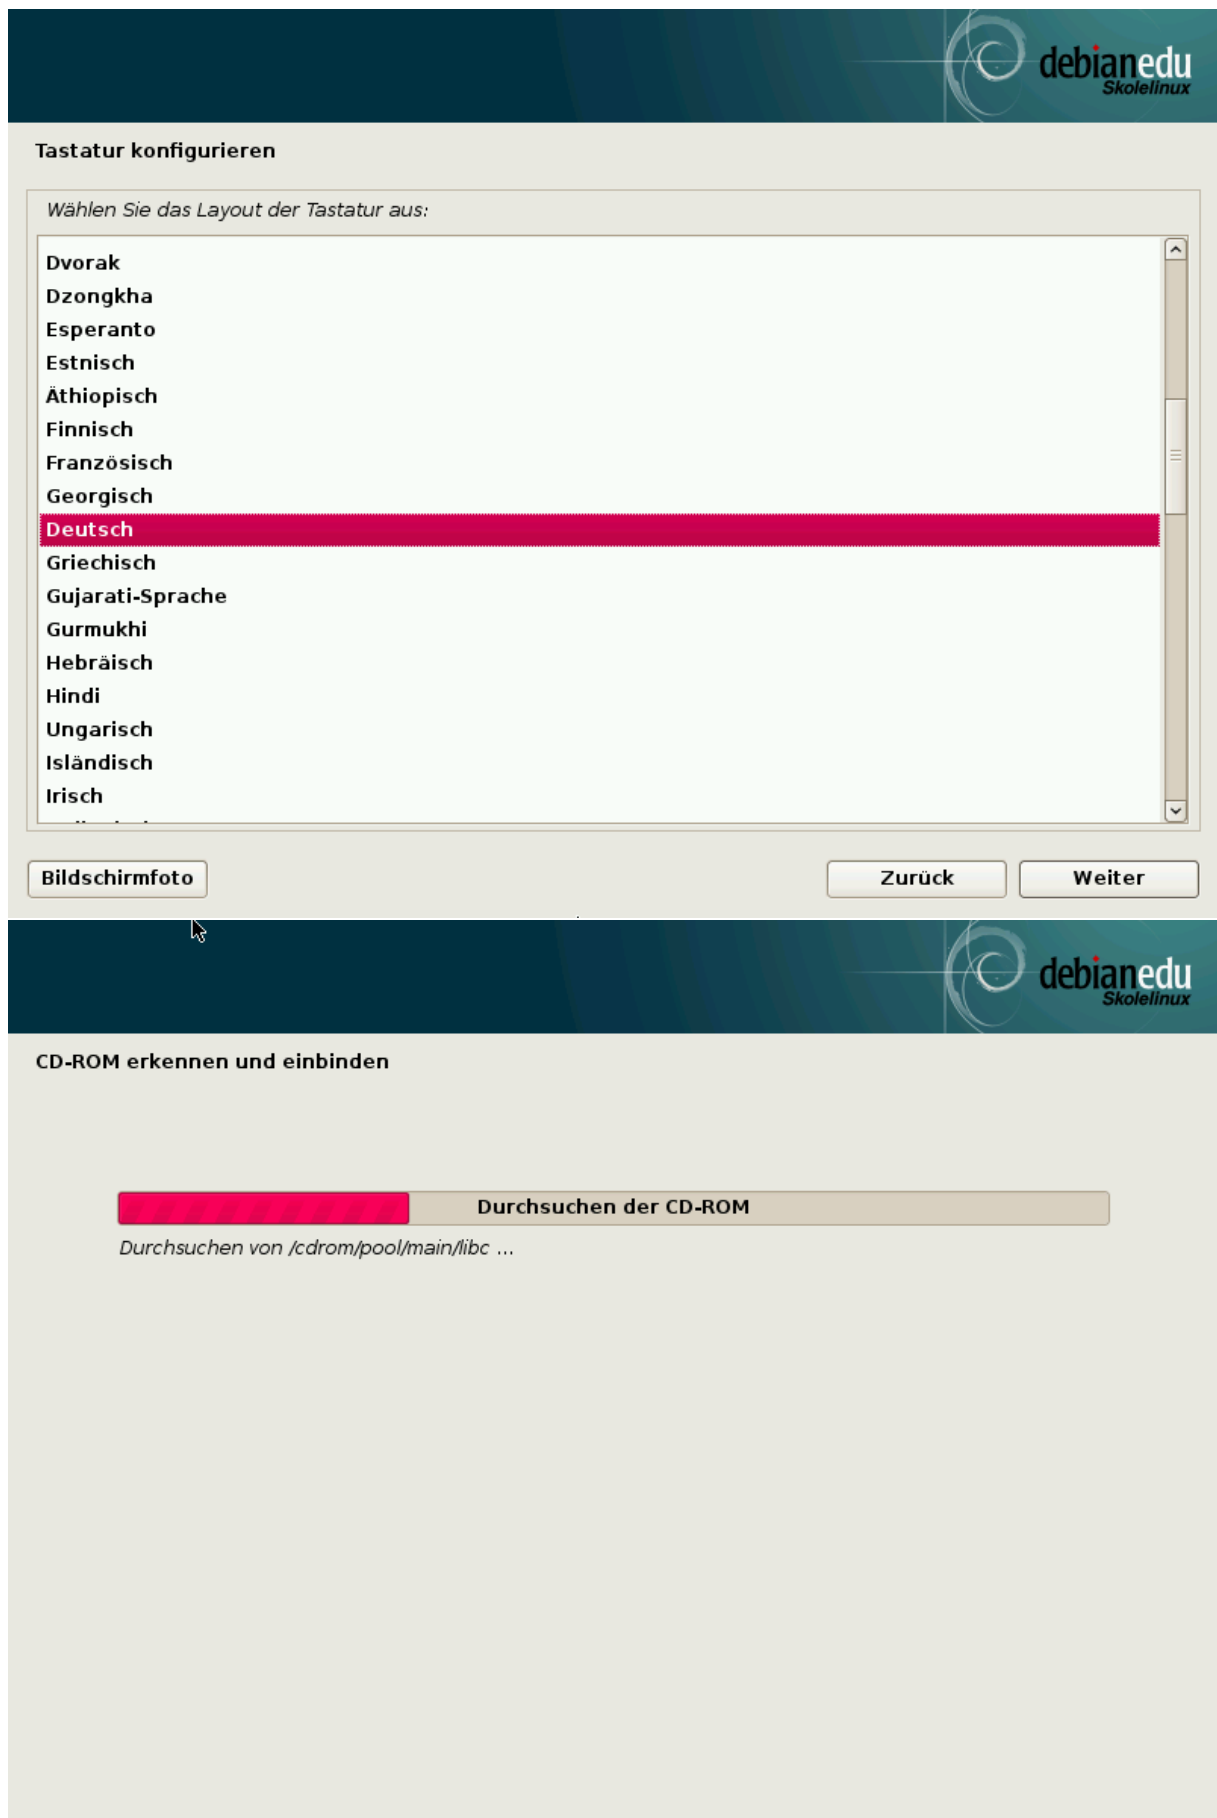 debianedu
Skolelinux
Tastatur konfigurieren
Wählen Sie das Layout der Tastatur aus:
Dvorak
Dzongkha
Esperanto
Estnisch
Äthiopisch
Finnisch
Französisch
Georgisch
Deutsch
Griechisch
Gujarati-Sprache
Gurmukhi
Hebräisch
Hindi
Ungarisch
Isländisch
Irisch
Bildschirmfoto
Zurück
Weiter
debianedu
Skolelinux
CD-ROM erkennen und einbinden
Durchsuchen der CD-ROM
Durchsuchen von /cdrom/pool/main/libc ...